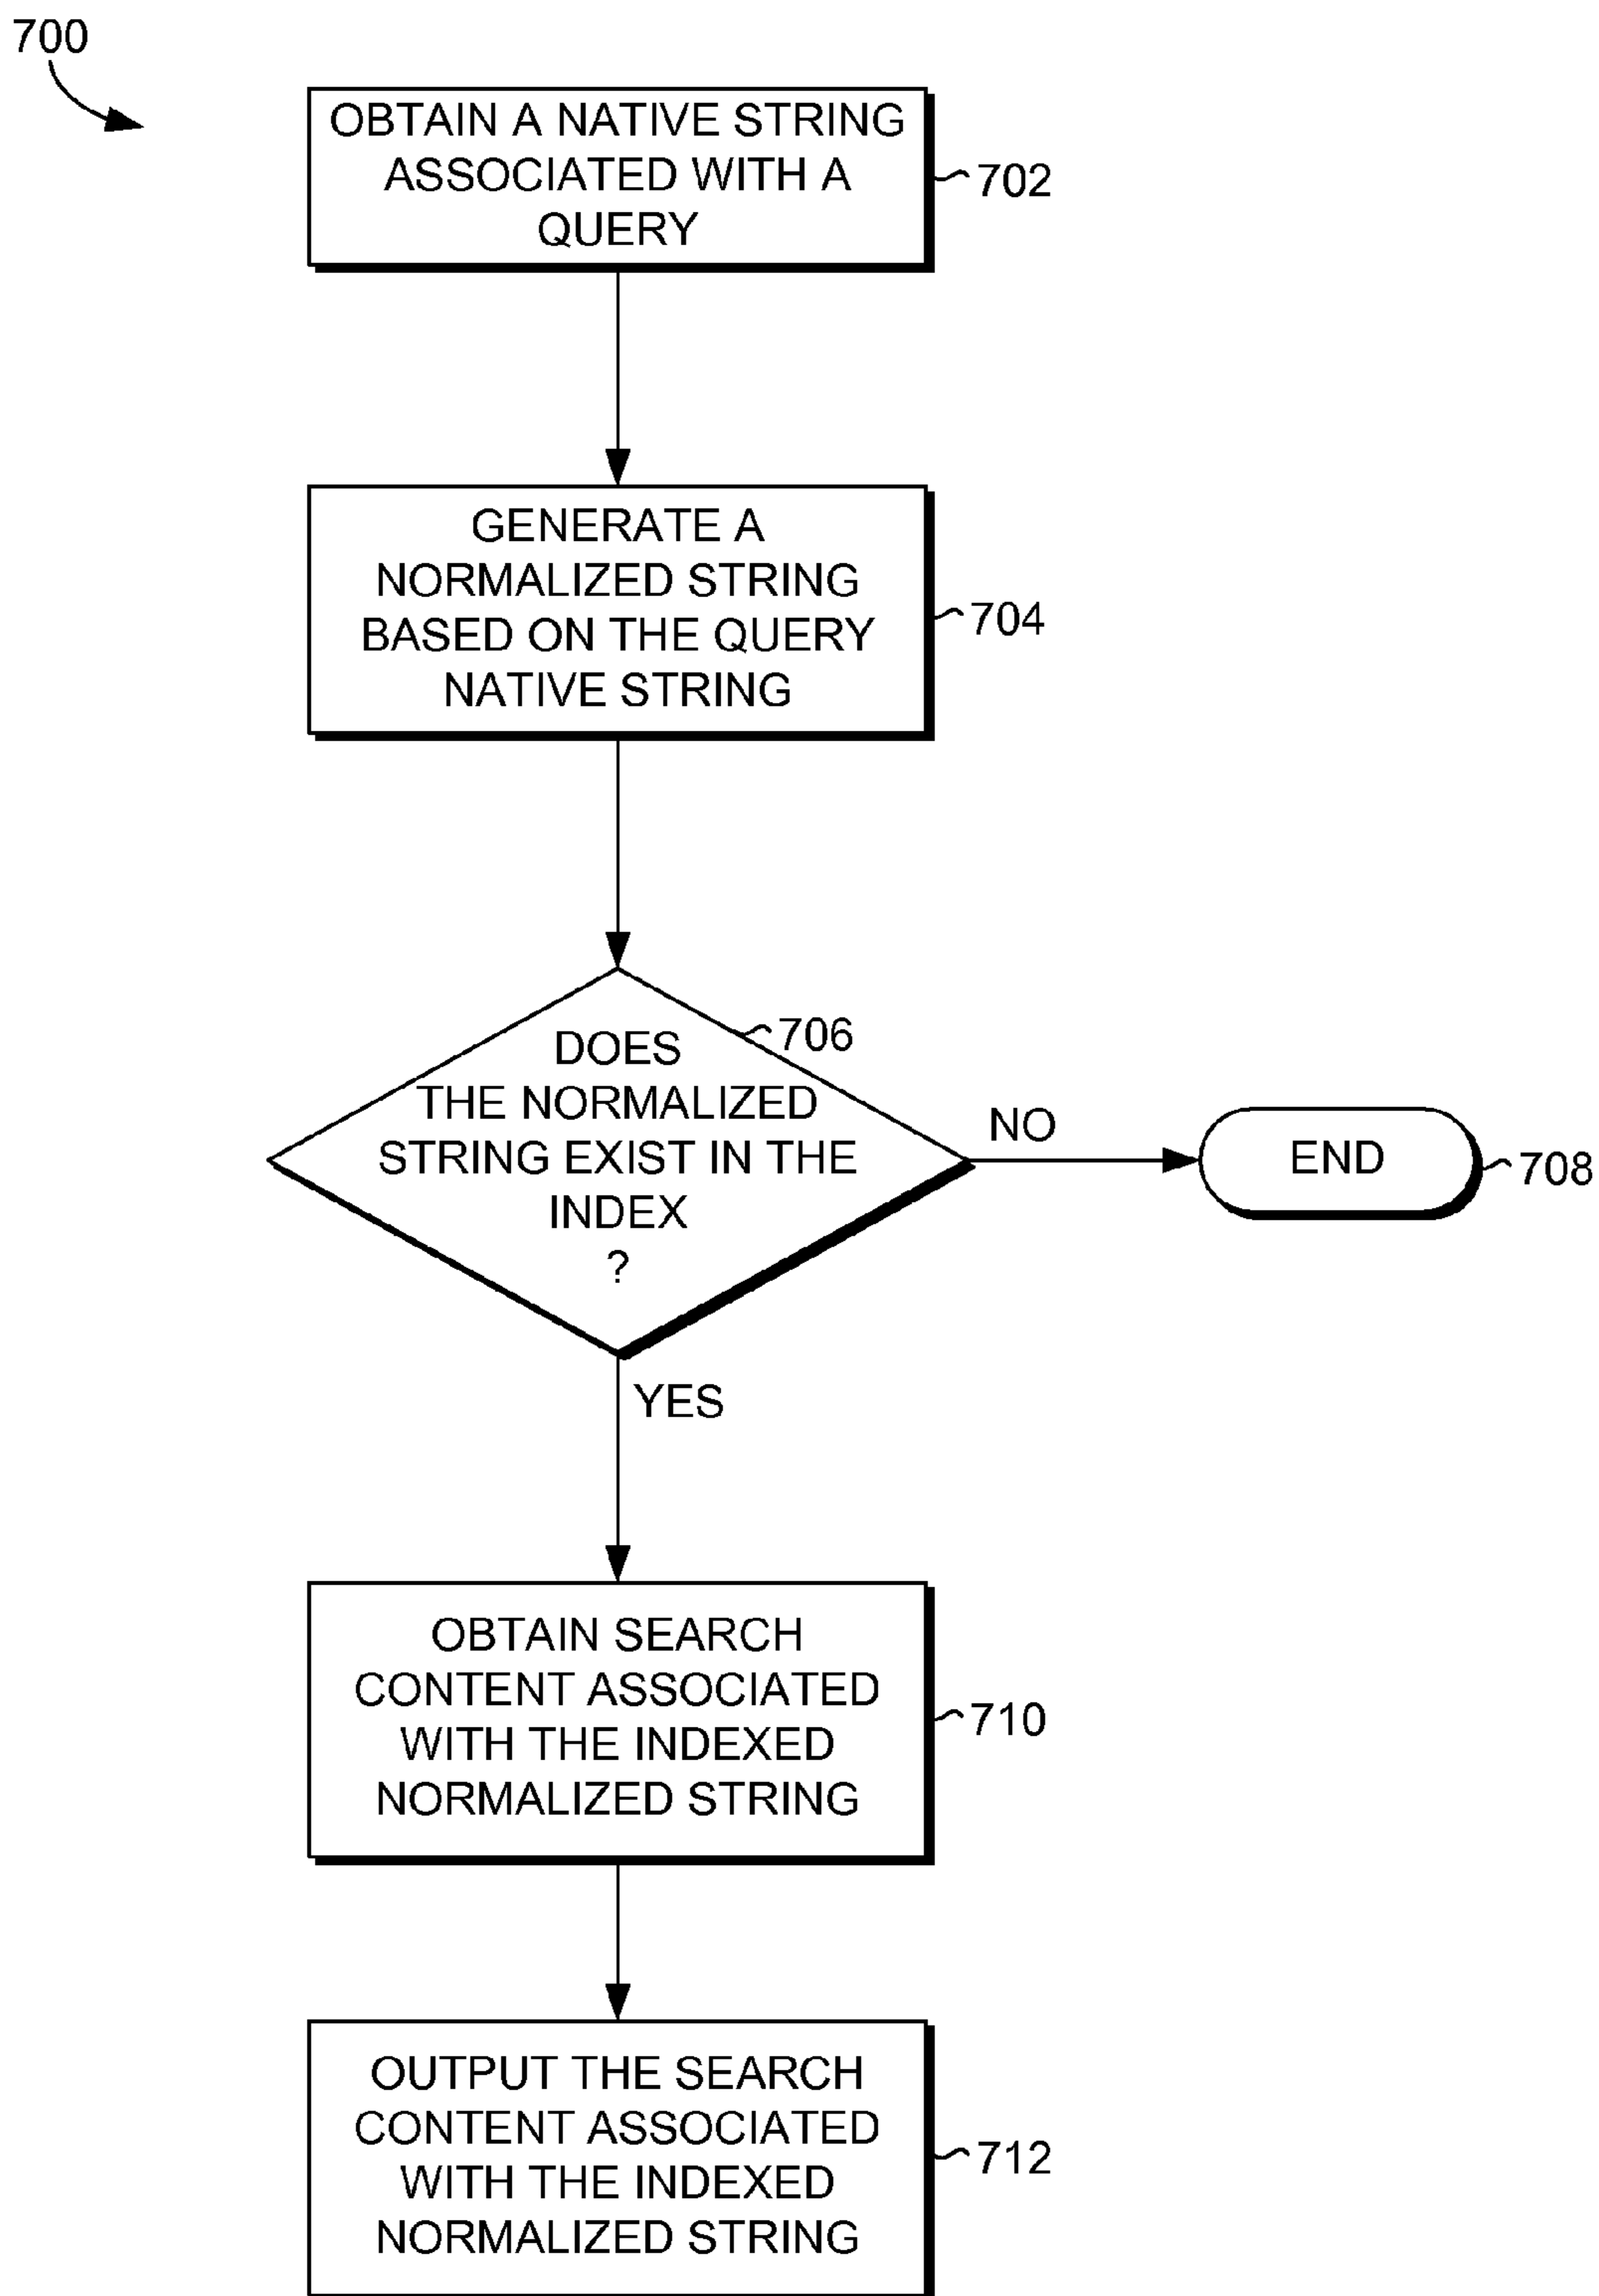 700
OBTAIN A NATIVE STRING
ASSOCIATED WITH A
QUERY
702
GENERATE A
NORMALIZED STRING
BASED ON THE QUERY
NATIVE STRING
704
706
DOES
THE NORMALIZED
STRING EXIST IN THE
INDEX
?
NO
END
708
YES
OBTAIN SEARCH
CONTENT ASSOCIATED
WITH THE INDEXED
NORMALIZED STRING
710
OUTPUT THE SEARCH
CONTENT ASSOCIATED
WITH THE INDEXED
NORMALIZED STRING
712